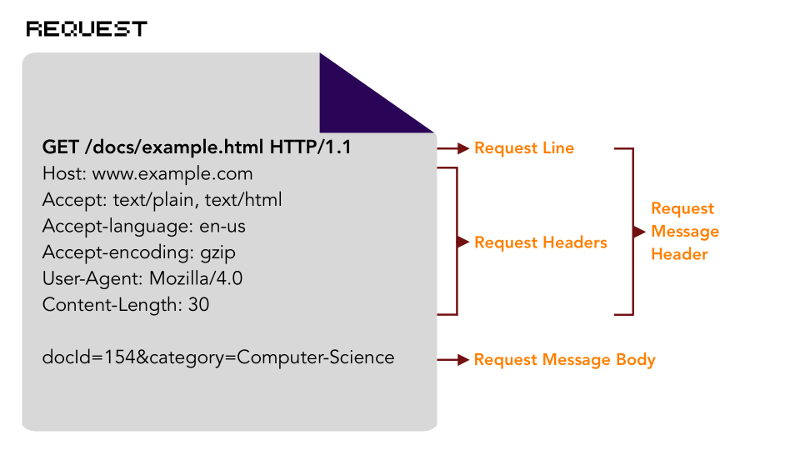 REQUEST
GET /docs/example.html HTTP/1.1
Host: www.example.com
Accept: text/plain, text/html
Accept-language: en-us
Accept-encoding: gzip
User-Agent: Mozilla/4.0
Content-Length: 30
docId=154&category=Computer-Science
Request Line
Request Headers
Request Message Body
Request
Message
Header